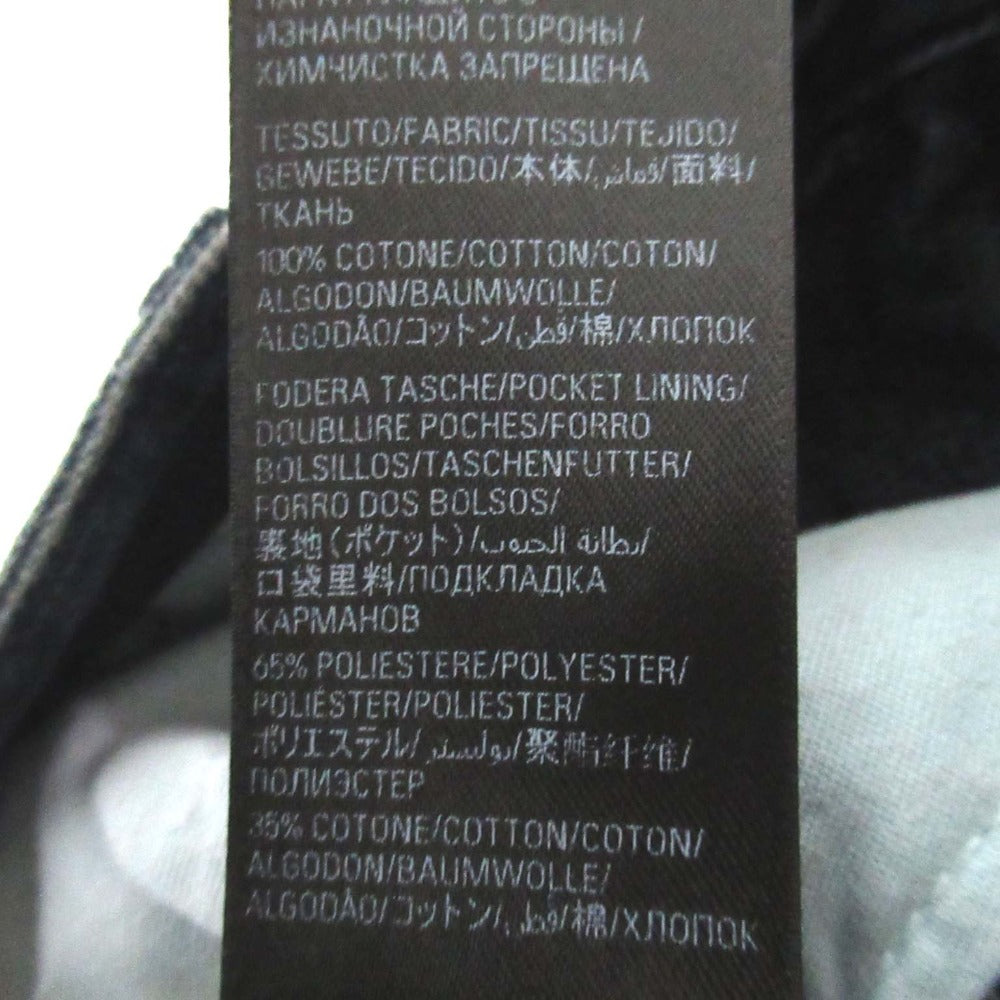 ИЗНАНОЧНОЙ СТОРОНЫ/
ХИМЧИСТКА ЗАПРЕЩЕНА
TESSUTO/FABRIC/TISSU/TEJIDO/
GEWEBE/TECIDO/本体/قماش/面料/
ТКАНЬ
100% COTONE/COTTON/COTON/
ALGODON/BAUMWOLLE/
ALGODÃO/コットン/قطن/棉/ХЛОПОК
FODERA TASCHE/POCKET LINING/
DOUBLURE POCHES/FORRO
BOLSILLOS/TASCHENFUTTER/
FORRO DOS BOLSOS/
裏地(ポケット)/بطانة الجيوب/
口袋里料/ПОДКЛАДКА
КАРМАНОВ
65% POLIESTERE/POLYESTER/
POLIÉSTER/POLIESTER/
ポリエステル/بوليستر/聚酯纤维/
ПОЛИЭСТЕР
35% COTONE/COTTON/COTON/
ALGODON/BAUMWOLLE/
ALGODÃO/コットン/قطن/棉/ХЛОПОК